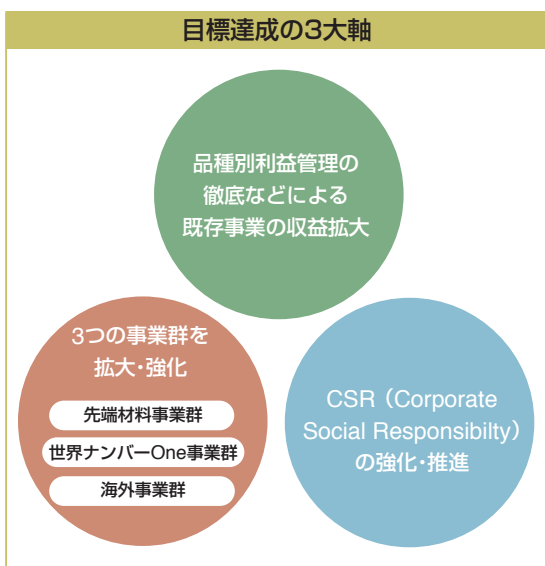 目標達成の3大軸
品種別利益管理の
徹底などによる
既存事業の収益拡大
3つの事業群を
拡大・強化
先端材料事業群
世界ナンバーOne事業群
海外事業群
CSR（Corporate
Social Responsibilty）
の強化・推進